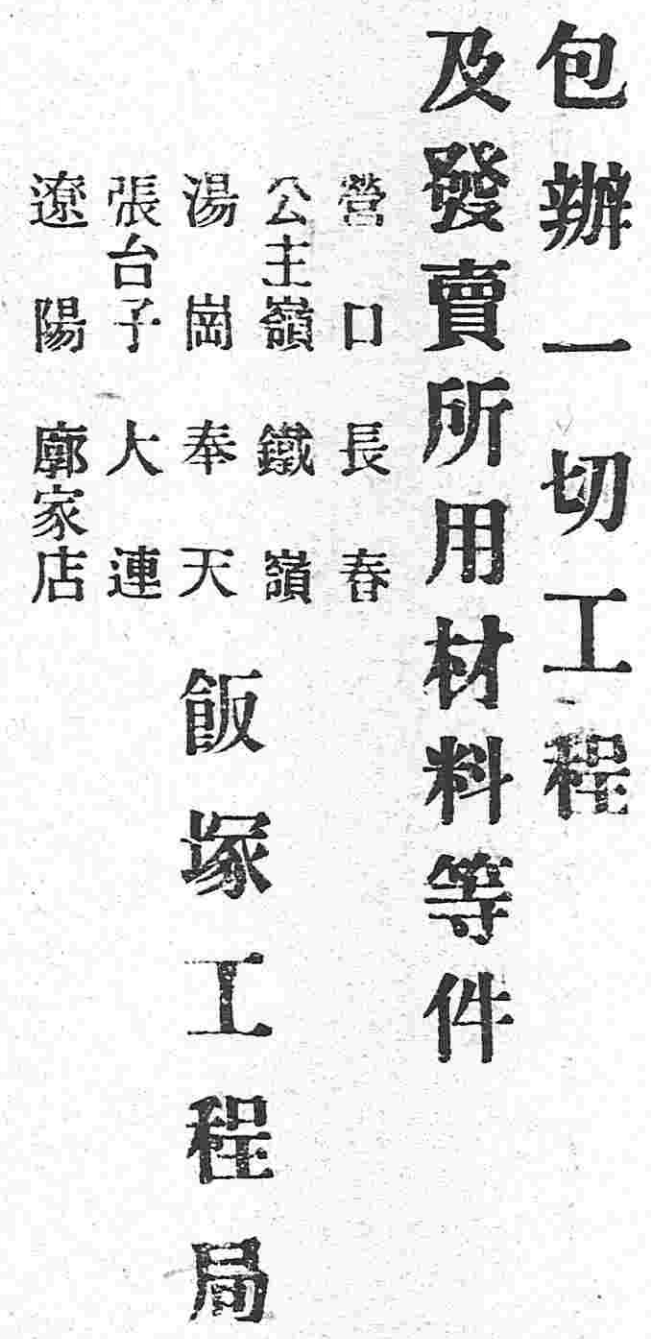 包辦一切工程
及發賣所用材料等件
營口 長春
公主嶺 鐵嶺
湯崗 奉天
張台子 大連
遼陽 廓家店
飯塚工程局